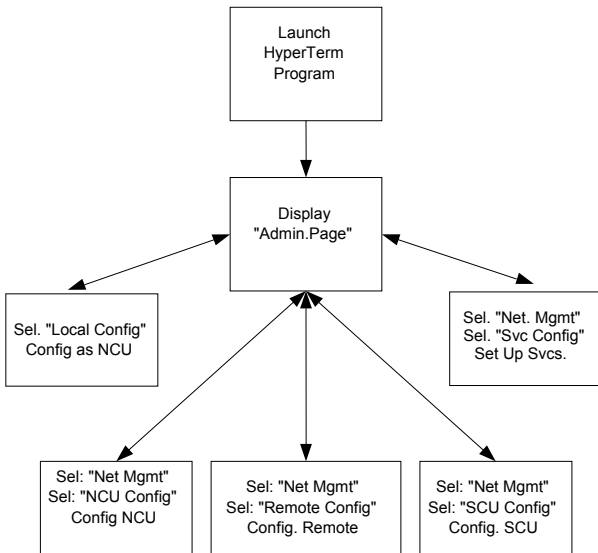 Launch
HyperTerm
Program
Display
"Admin.Page"
Sel. "Local Config"
Config as NCU
Sel. "Net. Mgmt"
Sel. "Svc Config"
Set Up Svcs.
Sel: "Net Mgmt"
Sel: "NCU Config"
Config NCU
Sel: "Net Mgmt"
Sel: "Remote Config"
Config. Remote
Sel: "Net Mgmt"
Sel: "SCU Config"
Config. SCU